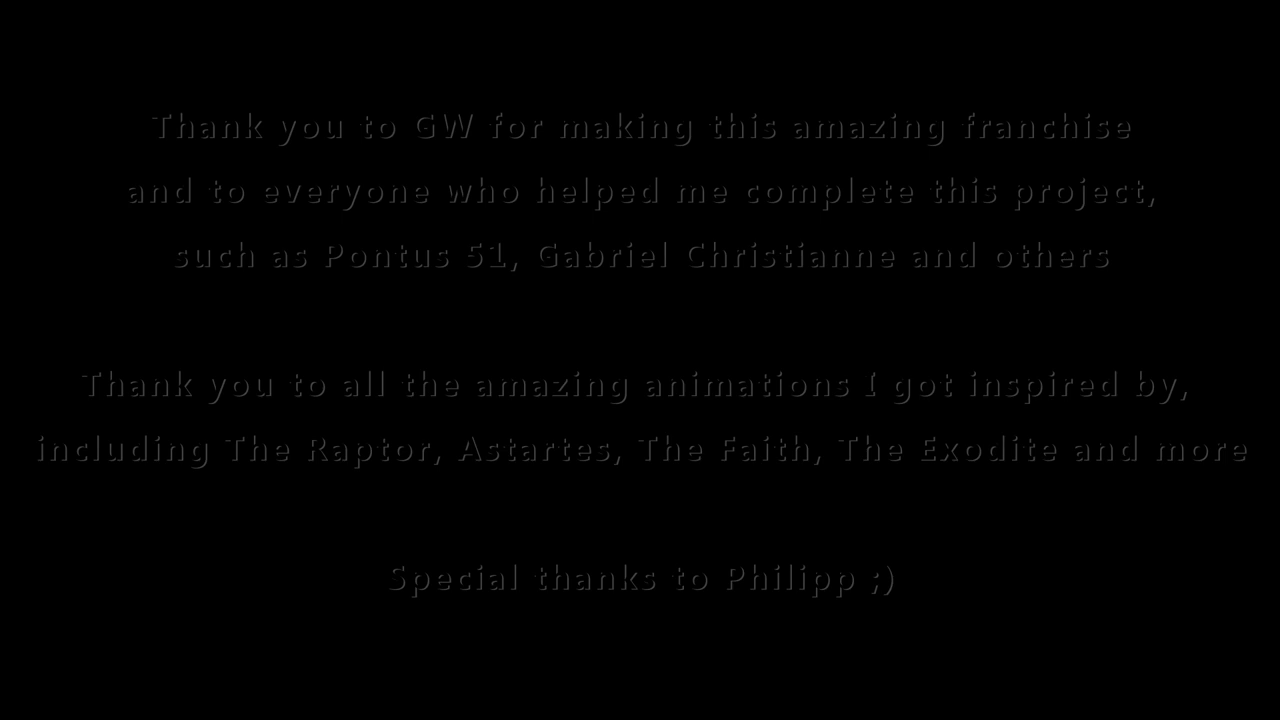 Thank you to GW for making this amazing franchise
and to everyone who helped me complete this project,
such as Pontus 51, Gabriel Christianne and others
Thank you to all the amazing animations I got inspired by,
including The Raptor, Astartes, The Faith, The Exodite and more
Special thanks to Philipp ;)